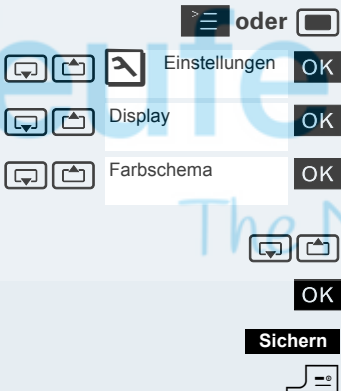 oder
Einstellungen OK
Display OK
Farbschema OK
OK
Sichern